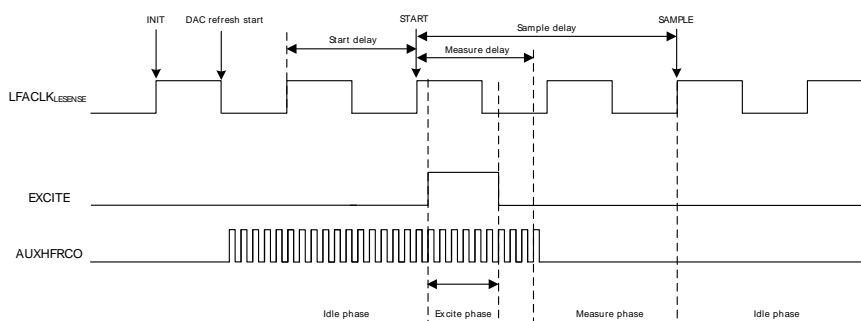 INIT
DAC refresh start
START
SAMPLE
Start delay
Sample delay
Measure delay
LFACLKLESENSE
EXCITE
AUXHFRCO
Idle phase
Excite phase
Measure phase
Idle phase